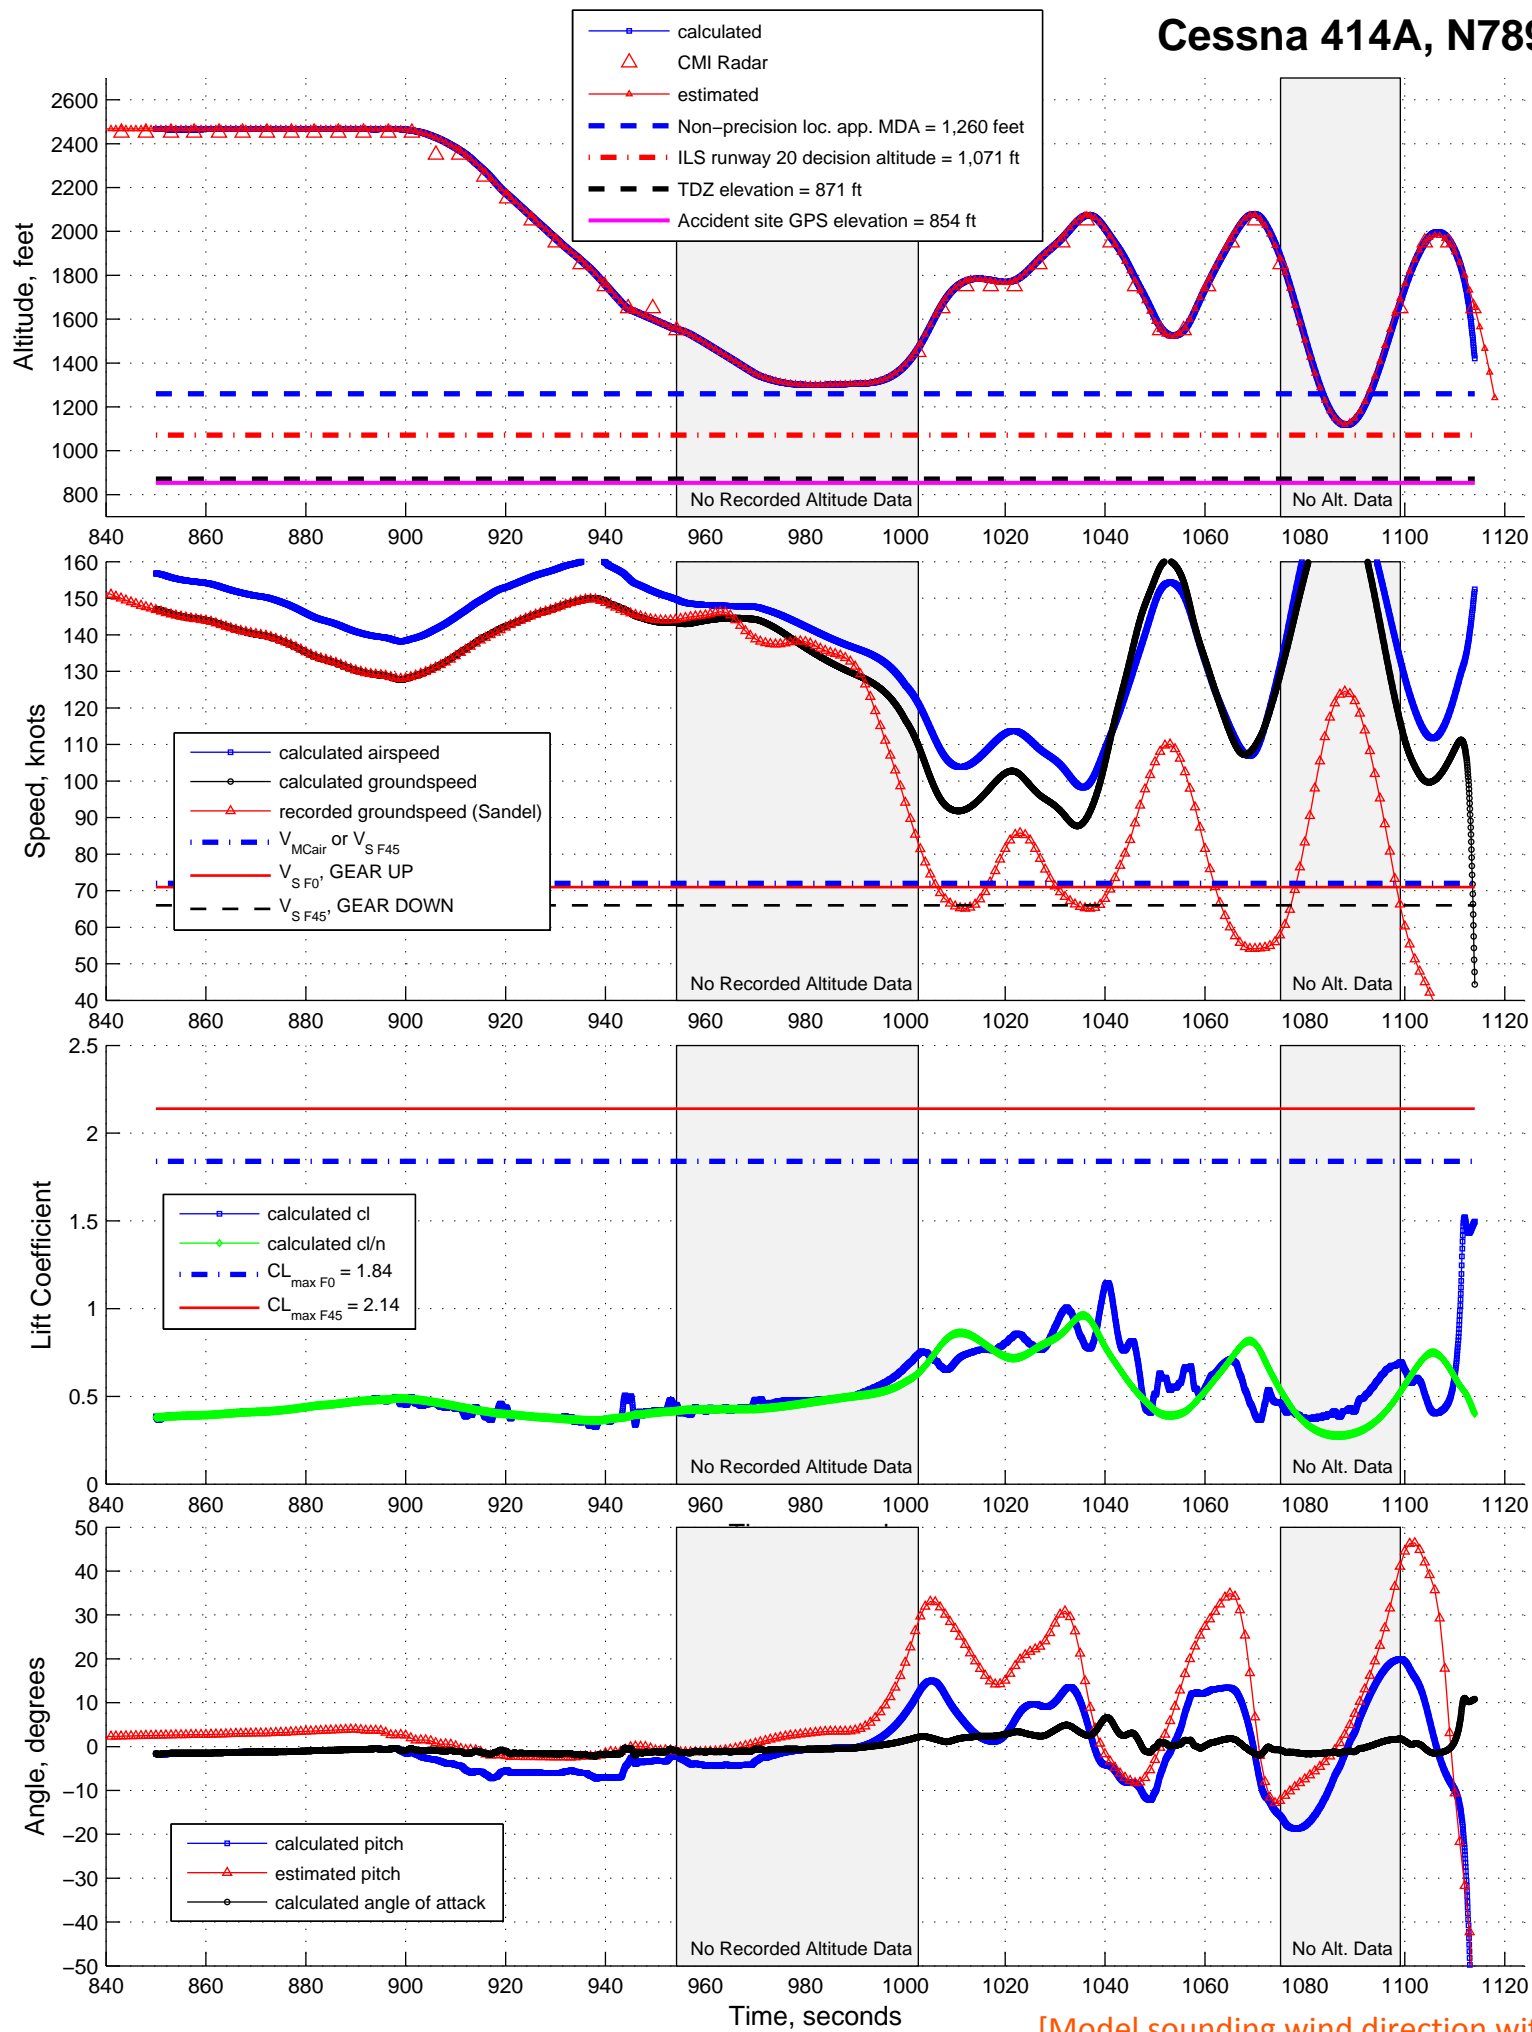 Cessna 414A, N789
calculated
CMI Radar
estimated
Non−precision loc. app. MDA = 1,260 feet
ILS runway 20 decision altitude = 1,071 ft
TDZ elevation = 871 ft
Accident site GPS elevation = 854 ft
Altitude, feet
2600
2400
2200
2000
1800
1600
1400
1200
1000
800
No Recorded Altitude Data
No Alt. Data
840 860 880 900 920 940 960 980 1000 1020 1040 1060 1080 1100 1120
Speed, knots
160
150
140
130
120
110
100
90
80
70
60
50
40
calculated airspeed
calculated groundspeed
recorded groundspeed (Sandel)
V MCair or V S F45
V S F0, GEAR UP
V S F45, GEAR DOWN
No Recorded Altitude Data
No Alt. Data
840 860 880 900 920 940 960 980 1000 1020 1040 1060 1080 1100 1120
Lift Coefficient
2.5
2
1.5
1
0.5
0
calculated cl
calculated cl/n
CL max F0 = 1.84
CL max F45 = 2.14
No Recorded Altitude Data
No Alt. Data
840 860 880 900 920 940 960 980 1000 1020 1040 1060 1080 1100 1120
Angle, degrees
50
40
30
20
10
0
−10
−20
−30
−40
−50
calculated pitch
estimated pitch
calculated angle of attack
No Recorded Altitude Data
No Alt. Data
840 860 880 900 920 940 960 980 1000 1020 1040 1060 1080 1100 1120
Time, seconds
[Model sounding wind direction wit